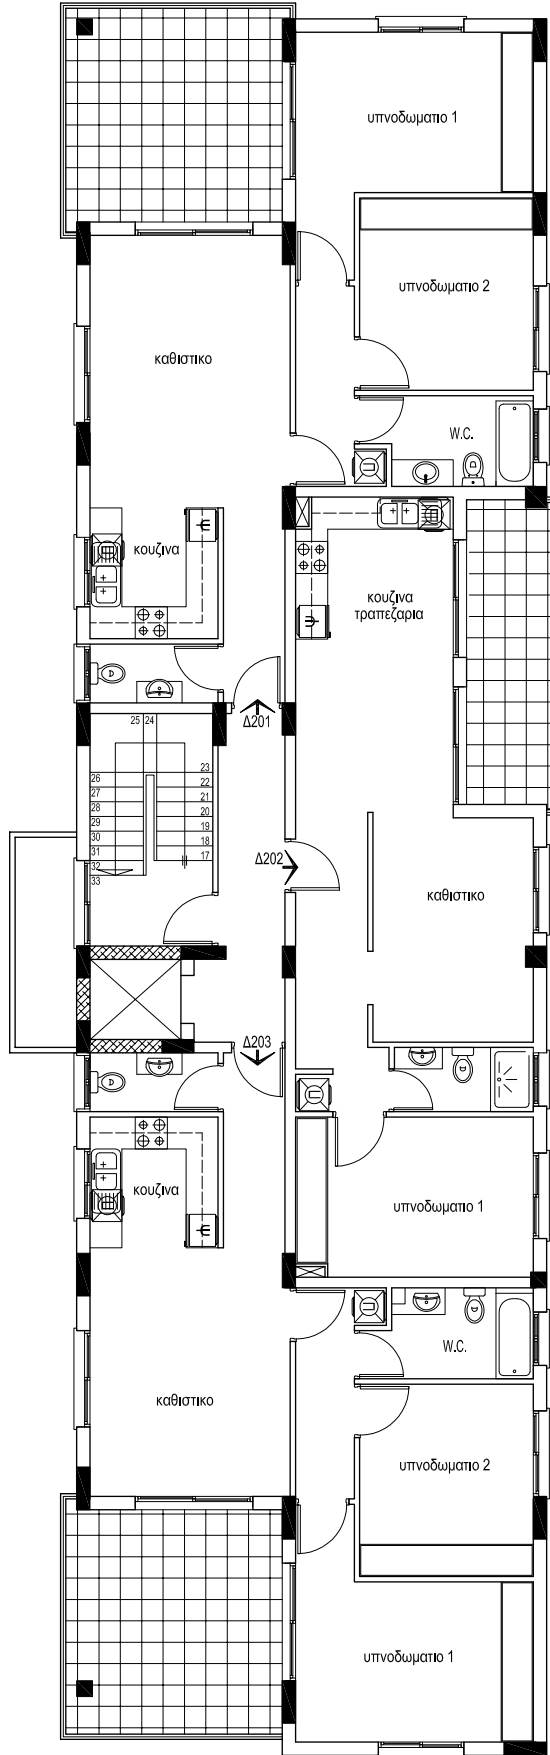 υπνοδωματιο 1
υπνοδωματιο 2
καθιστικο
W.C.
κουζινα
κουζινα
τραπεζαρια
Δ201
25 24
23
26
22
27
21
28
20
29
19
30
18
31
17
32
33
Δ202
καθιστικο
Δ203
κουζινα
υπνοδωματιο 1
W.C.
καθιστικο
υπνοδωματιο 2
υπνοδωματιο 1